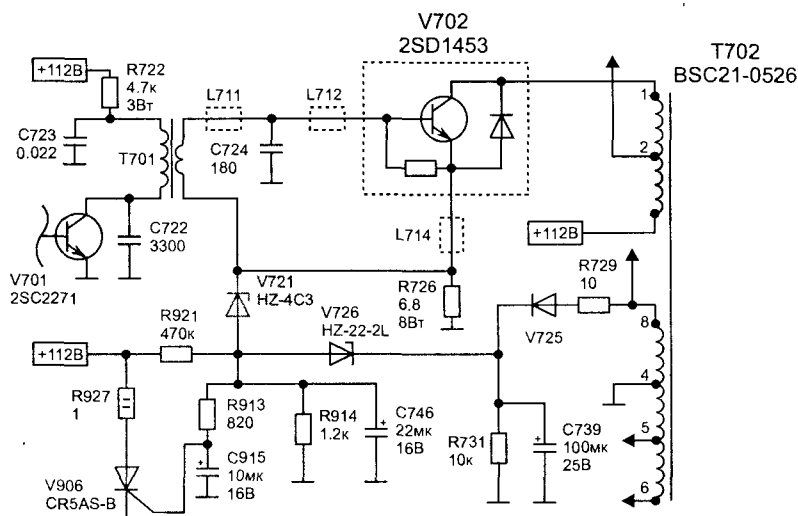 V702
2SD1453
T702
BSC21-0526
+112В
R722
4.7к
3Вт
L711
L712
C723
0.022
T701
C724
180
1
2
+112В
C722
3300
V701
2SC2271
L714
V721
HZ-4C3
R726
6,8
8Вт
R729
10
V725
8
R921
470к
V726
HZ-22-2L
+112В
R927
1
R913
820
R914
1.2к
C746
22мк
16В
R731
10к
C739
100мк
25В
4
5
6
C915
10мк
16В
V906
CR5AS-B